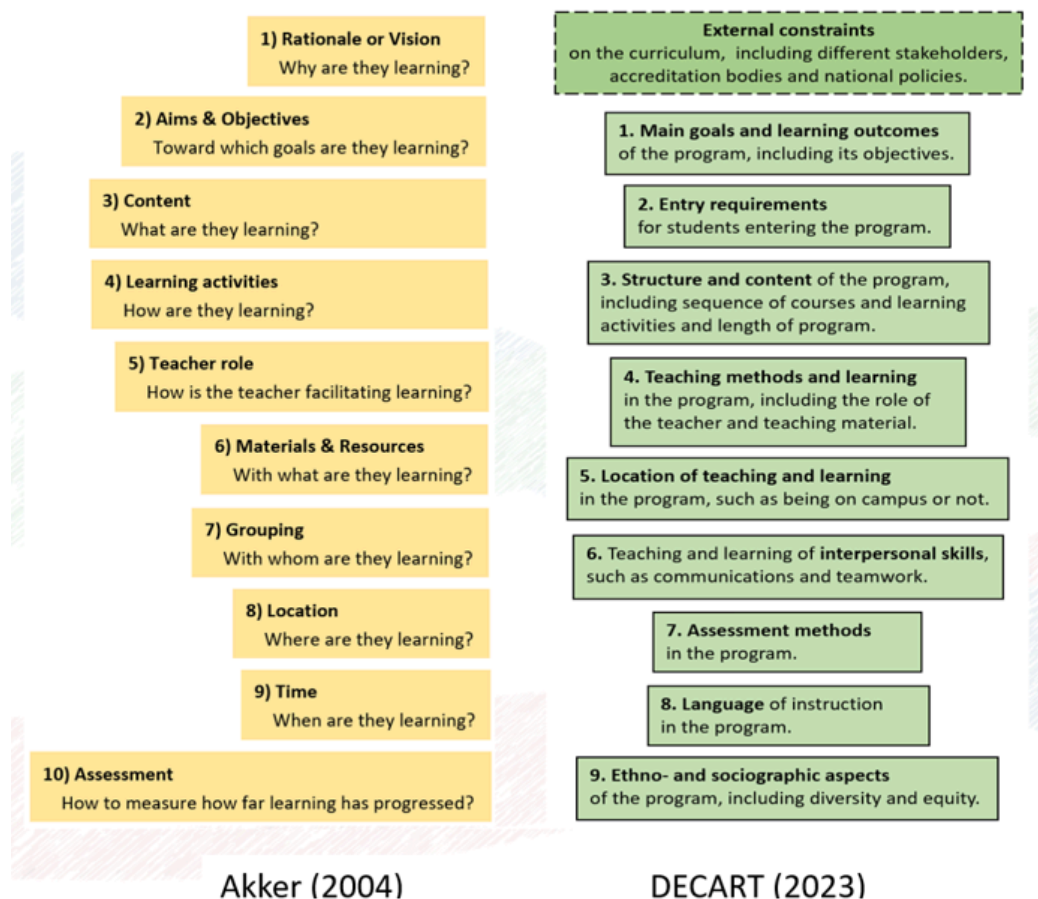 1) Rationale or Vision
Why are they learning?
2) Aims & Objectives
Toward which goals are they learning?
3) Content
What are they learning?
4) Learning activities
How are they learning?
5) Teacher role
How is the teacher facilitating learning?
6) Materials & Resources
With what are they learning?
7) Grouping
With whom are they learning?
8) Location
Where are they learning?
9) Time
When are they learning?
10) Assessment
How to measure how far learning has progressed?
Akker (2004)
External constraints
on the curriculum, including different stakeholders,
accreditation bodies and national policies.
1. Main goals and learning outcomes
of the program, including its objectives.
2. Entry requirements
for students entering the program.
3. Structure and content of the program,
including sequence of courses and learning
activities and length of program.
4. Teaching methods and learning
in the program, including the role of
the teacher and teaching material.
5. Location of teaching and learning
in the program, such as being on campus or not.
6. Teaching and learning of interpersonal skills,
such as communications and teamwork.
7. Assessment methods
in the program.
8. Language of instruction
in the program.
9. Ethno- and sociographic aspects
of the program, including diversity and equity.
DECART (2023)